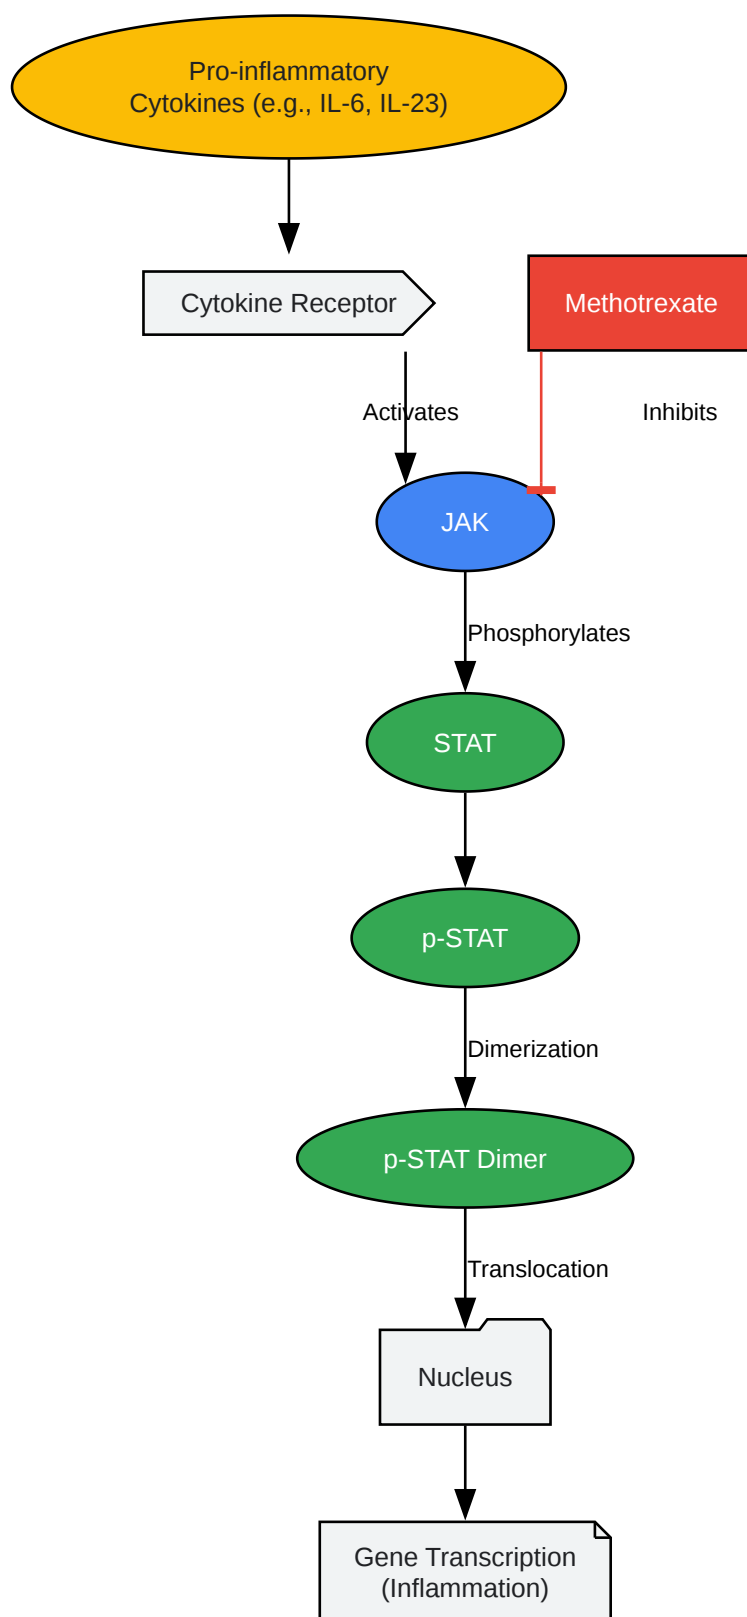 Pro-inflammatory
Cytokines (e.g., IL-6, IL-23)
Cytokine Receptor
Methotrexate
Activates
Inhibits
JAK
Phosphorylates
STAT
p-STAT
Dimerization
p-STAT Dimer
Translocation
Nucleus
Gene Transcription
(Inflammation)